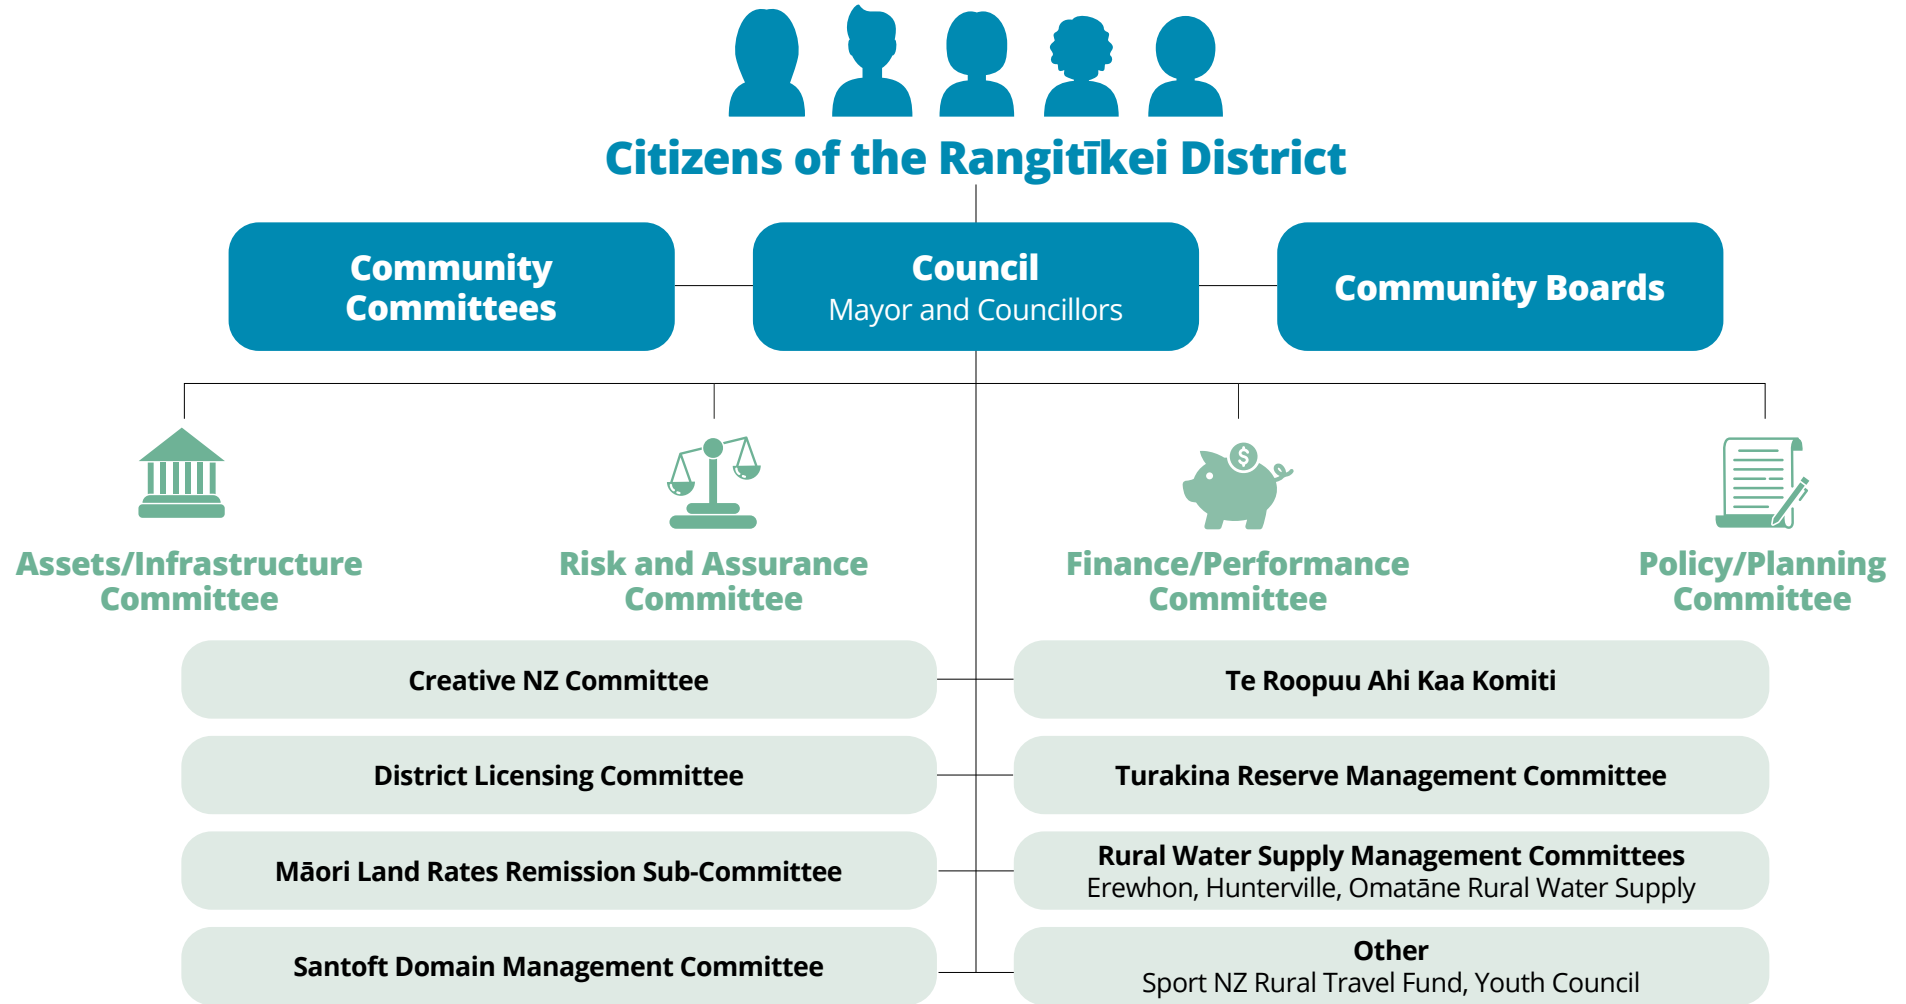 Citizens of the Rangitīkei District
Community
Committees
Council
Mayor and Councillors
Community Boards
$
Assets/Infrastructure
Committee
Risk and Assurance
Committee
Finance/Performance
Committee
Policy/Planning
Committee
Creative NZ Committee
Te Roopuu Ahi Kaa Komiti
District Licensing Committee
Turakina Reserve Management Committee
Māori Land Rates Remission Sub-Committee
Rural Water Supply Management Committees
Erewhon, Hunterville, Omatāne Rural Water Supply
Santoft Domain Management Committee
Other
Sport NZ Rural Travel Fund, Youth Council